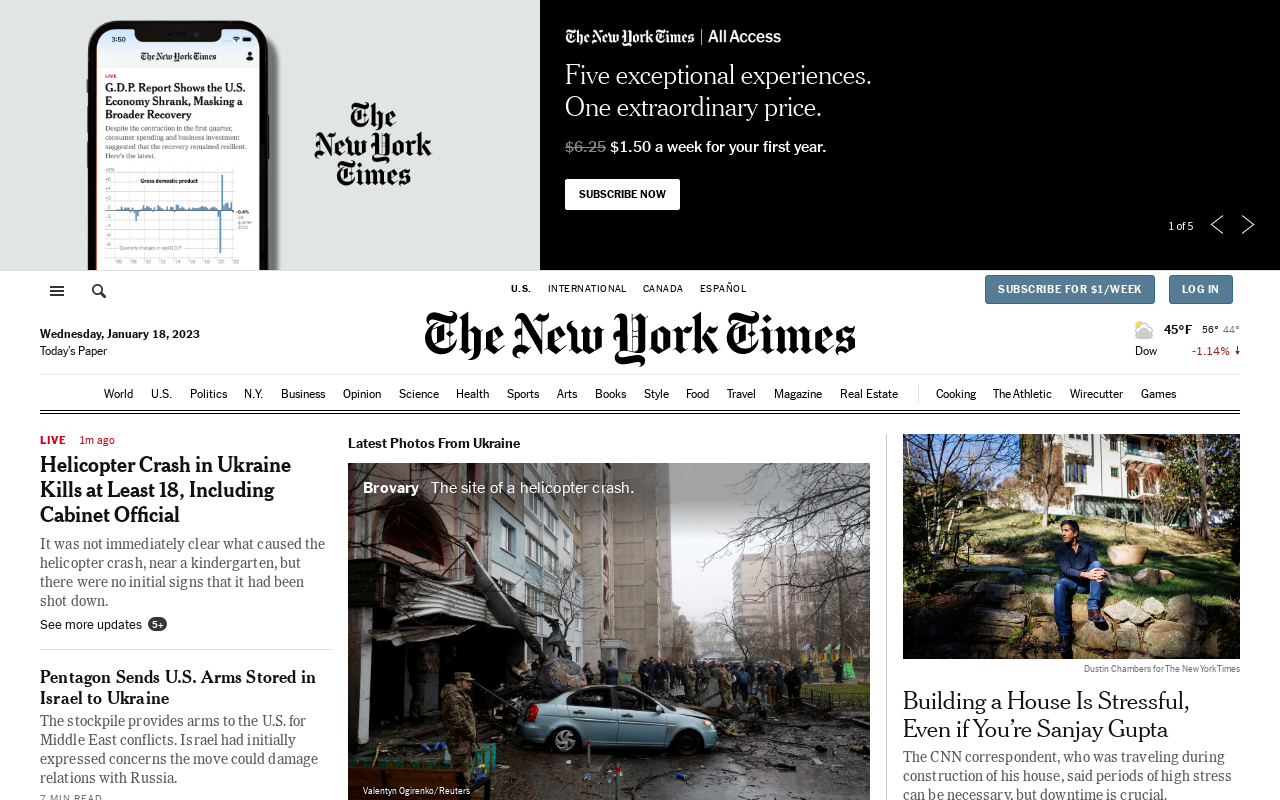 3:50
The New York Times
LIVE
G.D.P. Report Shows the U.S.
Economy Shrank, Masking a
Broader Recovery
Despite the contraction in the first quarter,
consumer spending and business investment
suggested that the recovery remained resilient.
Here's the latest.
Gross domestic product
-0.4%
Quarterly changes in real G.D.P.
The
New York
Times
The New York Times | All Access
Five exceptional experiences.
One extraordinary price.
$6.25 $1.50 a week for your first year.
SUBSCRIBE NOW
1 of 5
U.S. INTERNATIONAL CANADA ESPAÑOL
SUBSCRIBE FOR $1/WEEK LOG IN
Wednesday, January 18, 2023
Today's Paper
The New York Times
45°F 56° 44°
Dow -1.14% ↓
World U.S. Politics N.Y. Business Opinion Science Health Sports Arts Books Style Food Travel Magazine Real Estate Cooking The Athletic Wirecutter Games
LIVE 1m ago
Helicopter Crash in Ukraine
Kills at Least 18, Including
Cabinet Official
It was not immediately clear what caused the
helicopter crash, near a kindergarten, but
there were no initial signs that it had been
shot down.
See more updates 5+
Pentagon Sends U.S. Arms Stored in
Israel to Ukraine
The stockpile provides arms to the U.S. for
Middle East conflicts. Israel had initially
expressed concerns the move could damage
relations with Russia.
7 MIN READ
Latest Photos From Ukraine
Brovary The site of a helicopter crash.
Valentyn Ogirenko/Reuters
Dustin Chambers for The New York Times
Building a House Is Stressful,
Even if You're Sanjay Gupta
The CNN correspondent, who was traveling during
construction of his house, said periods of high stress
can be necessary, but downtime is crucial.